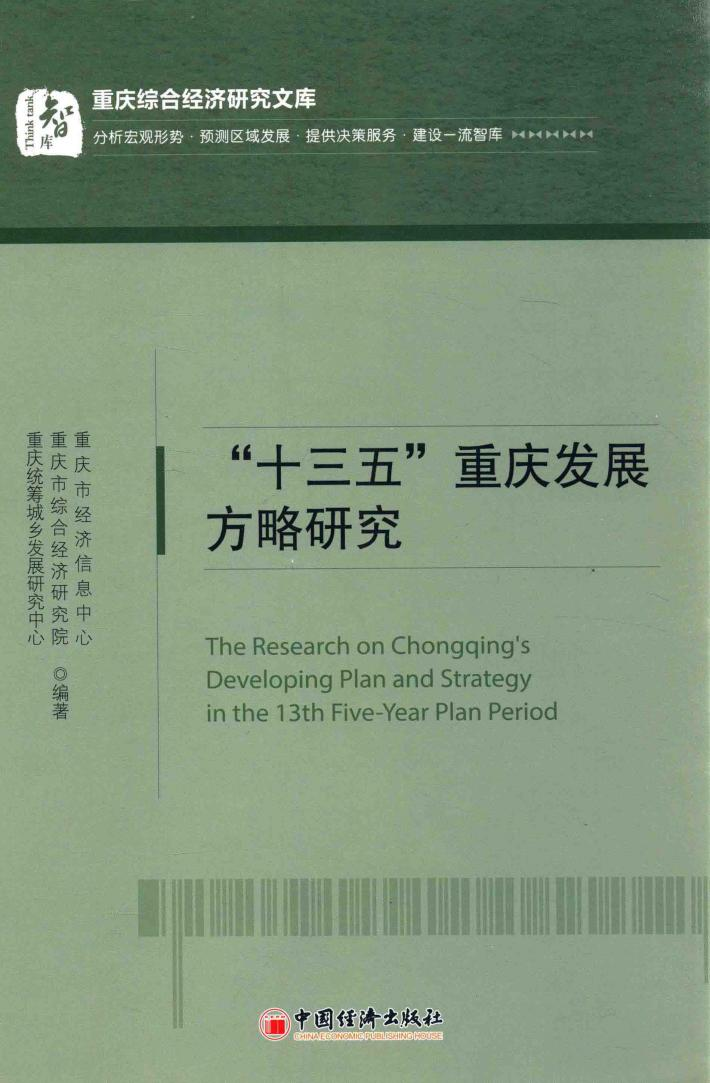 智库
Think tank
重庆综合经济研究文库
分析宏观形势·预测区域发展·提供决策服务·建设一流智库
“十三五”重庆发展
方略研究
The Research on Chongqing's
Developing Plan and Strategy
in the 13th Five-Year Plan Period
重庆市经济信息中心
重庆市综合经济研究院
重庆统筹城乡发展研究中心
◎编著
中国经济出版社
CHINA ECONOMIC PUBLISHING HOUSE